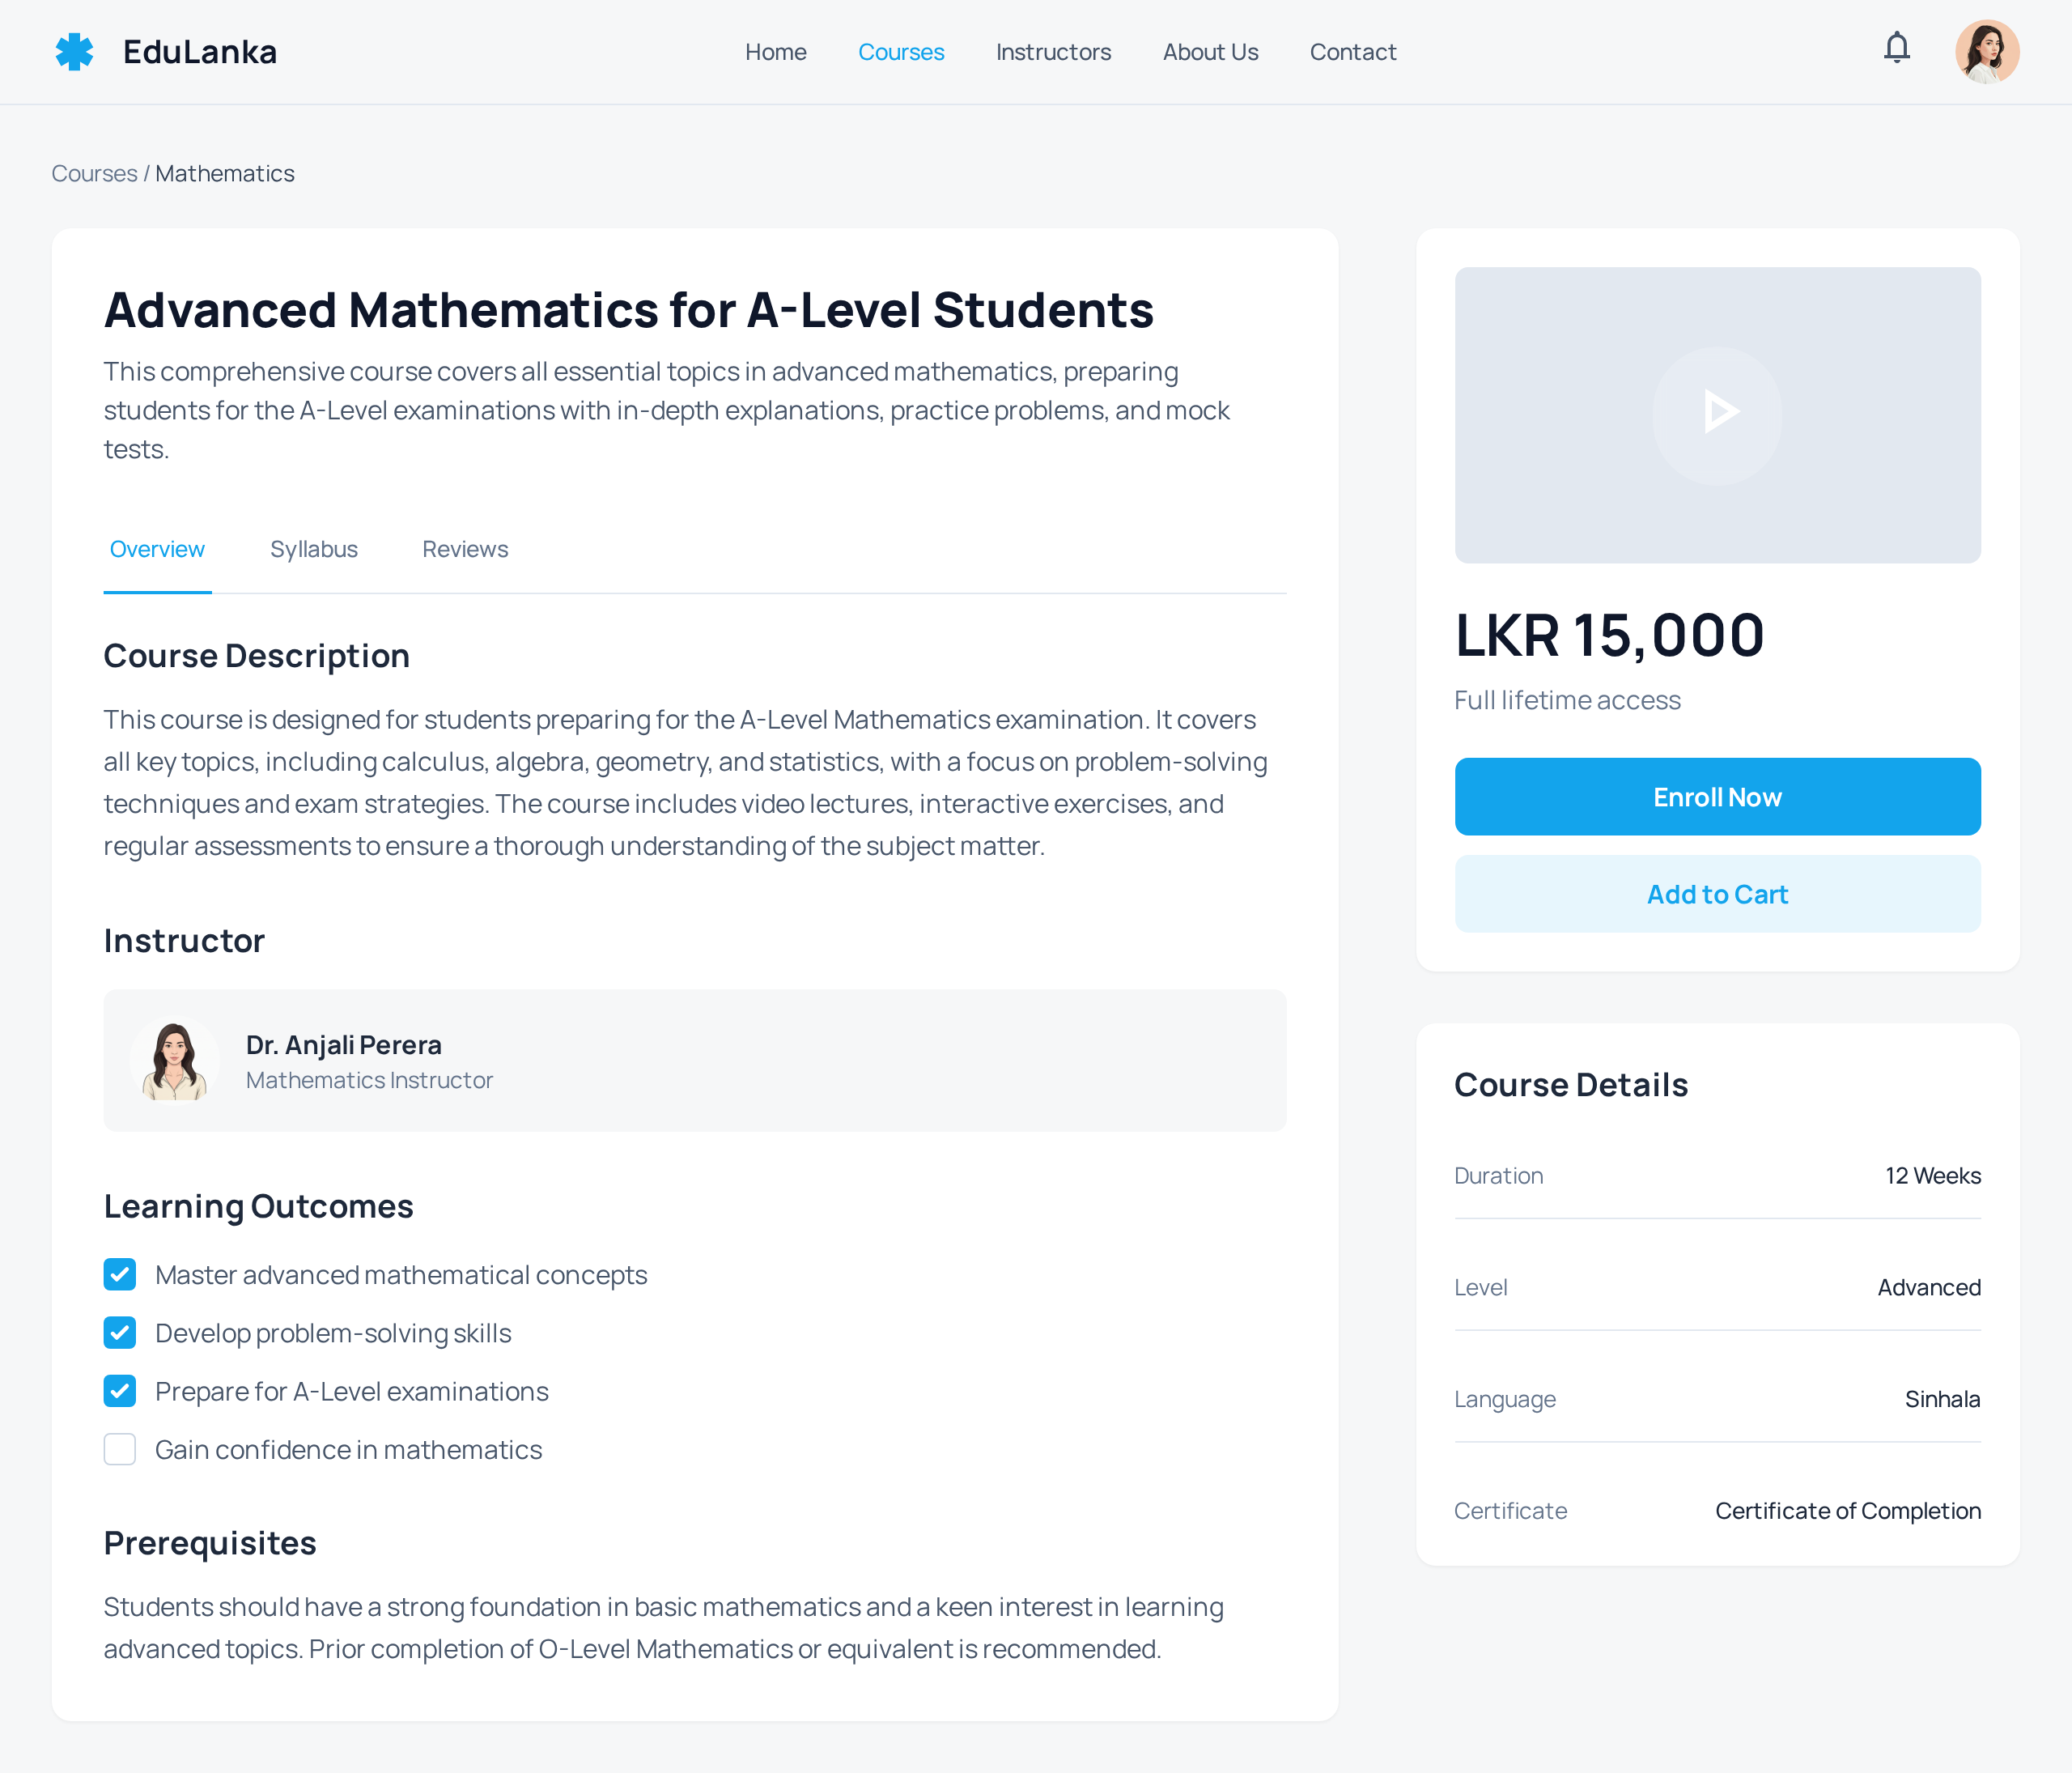 EduLanka
Home
Courses
Instructors
About Us
Contact
Courses / Mathematics
Advanced Mathematics for A-Level Students
This comprehensive course covers all essential topics in advanced mathematics, preparing
students for the A-Level examinations with in-depth explanations, practice problems, and mock
tests.
Overview
Syllabus
Reviews
Course Description
This course is designed for students preparing for the A-Level Mathematics examination. It covers
all key topics, including calculus, algebra, geometry, and statistics, with a focus on problem-solving
techniques and exam strategies. The course includes video lectures, interactive exercises, and
regular assessments to ensure a thorough understanding of the subject matter.
Instructor
Dr. Anjali Perera
Mathematics Instructor
Learning Outcomes
Master advanced mathematical concepts
Develop problem-solving skills
Prepare for A-Level examinations
Gain confidence in mathematics
Prerequisites
Students should have a strong foundation in basic mathematics and a keen interest in learning
advanced topics. Prior completion of O-Level Mathematics or equivalent is recommended.
LKR 15,000
Full lifetime access
Enroll Now
Add to Cart
Course Details
Duration 12 Weeks
Level Advanced
Language Sinhala
Certificate Certificate of Completion